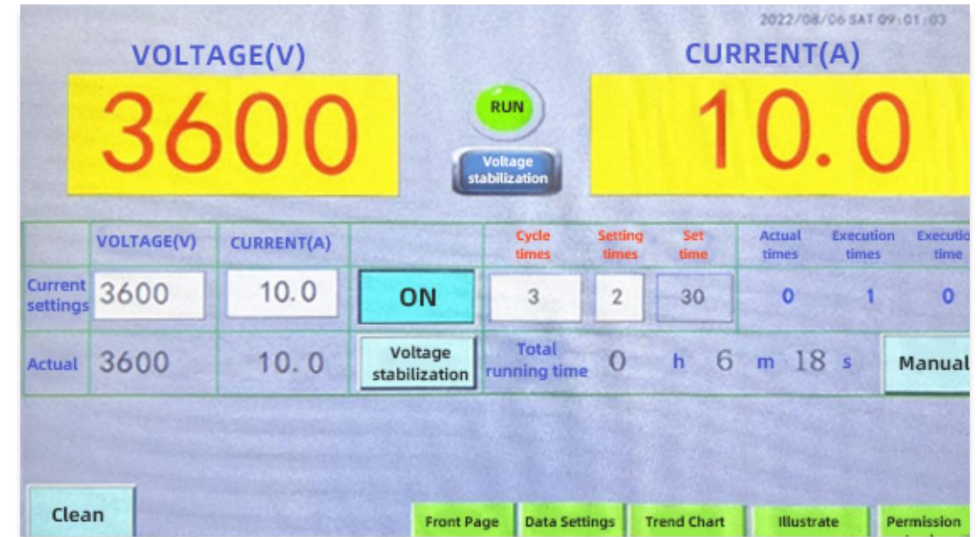 2022/08/06 SAT 09:01:03
VOLTAGE(V)
CURRENT(A)
3600
RUN
10.0
Voltage
stabilization
VOLTAGE(V) CURRENT(A) Cycle times Setting times Set time Actual times Execution times Executio time
Current settings 3600 10.0 ON 3 2 30 0 1 0
Actual 3600 10.0 Voltage stabilization Total running time 0 h 6 m 18 s Manual
Clean
Front Page Data Settings Trend Chart Illustrate Permission